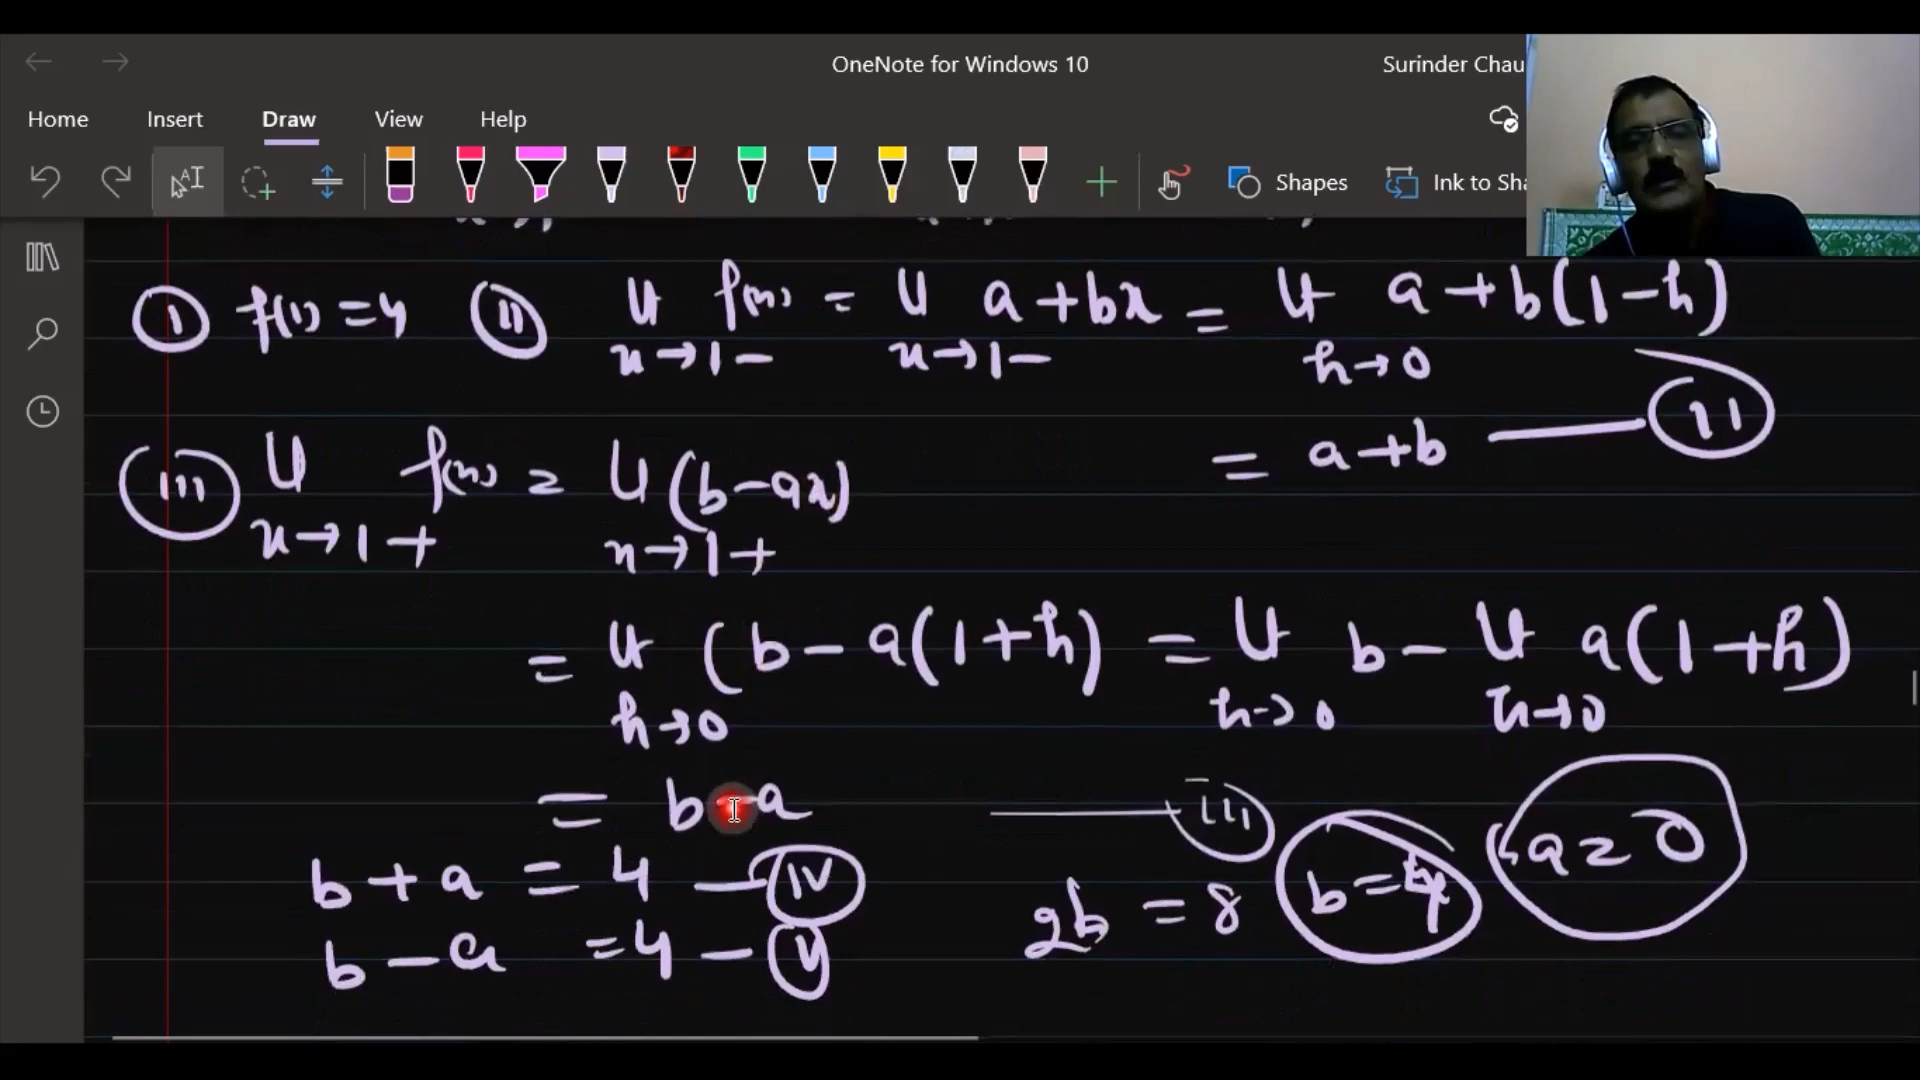 OneNote for Windows 10
Surinder Chau
Home Insert Draw View Help
Shapes Ink to Sha
(I) f(1) = 4 (II) Lt x→1− f(x) = Lt x→1− a+bx = Lt h→0 a+b(1−h)
= a+b — (II)
(III) Lt x→1+ f(x) = Lt x→1+ (b−ax)
= Lt h→0 (b−a(1+h) = Lt h→0 b − Lt h→0 a(1+h)
= b−a — (III)
b+a = 4 — (IV)
b−a = 4 — (V)
2b = 8 b=4 a=0